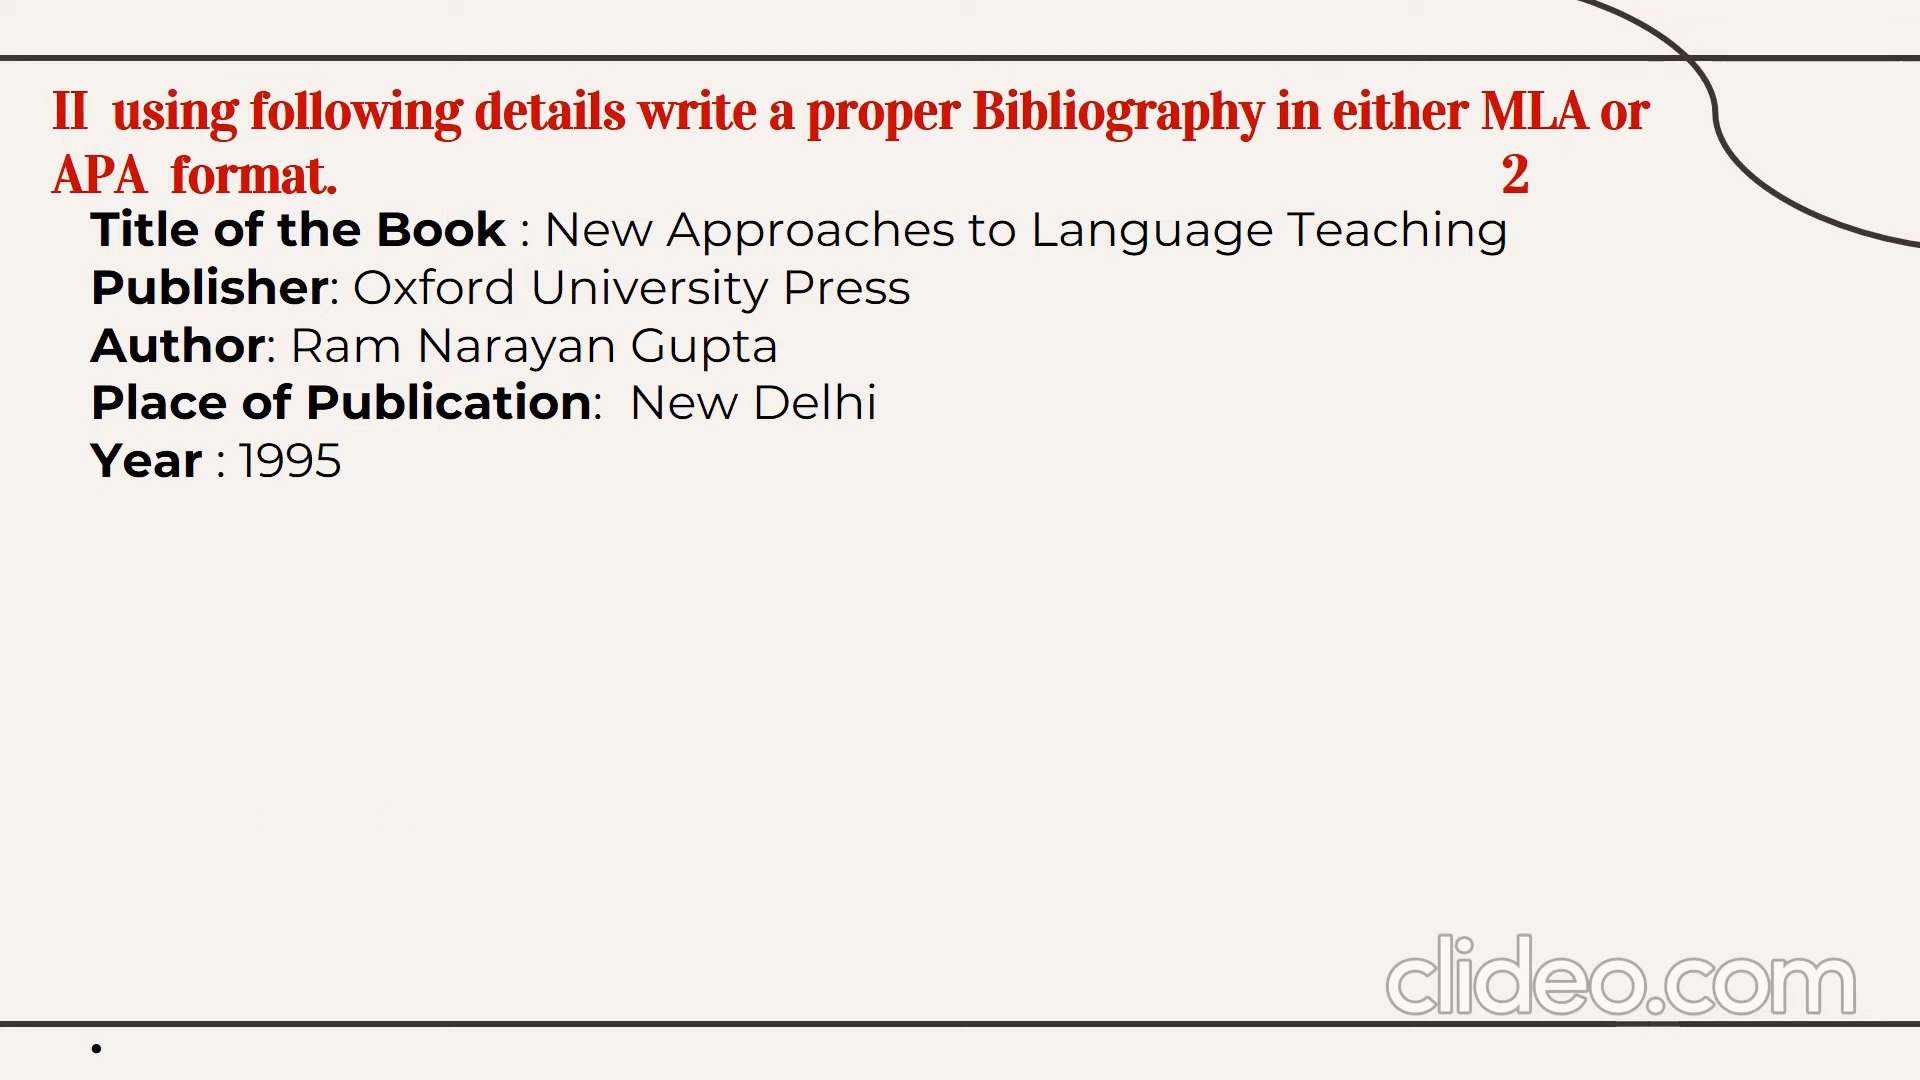 II using following details write a proper Bibliography in either MLA or
APA format. 2
Title of the Book : New Approaches to Language Teaching
Publisher: Oxford University Press
Author: Ram Narayan Gupta
Place of Publication: New Delhi
Year : 1995
clideo.com
•